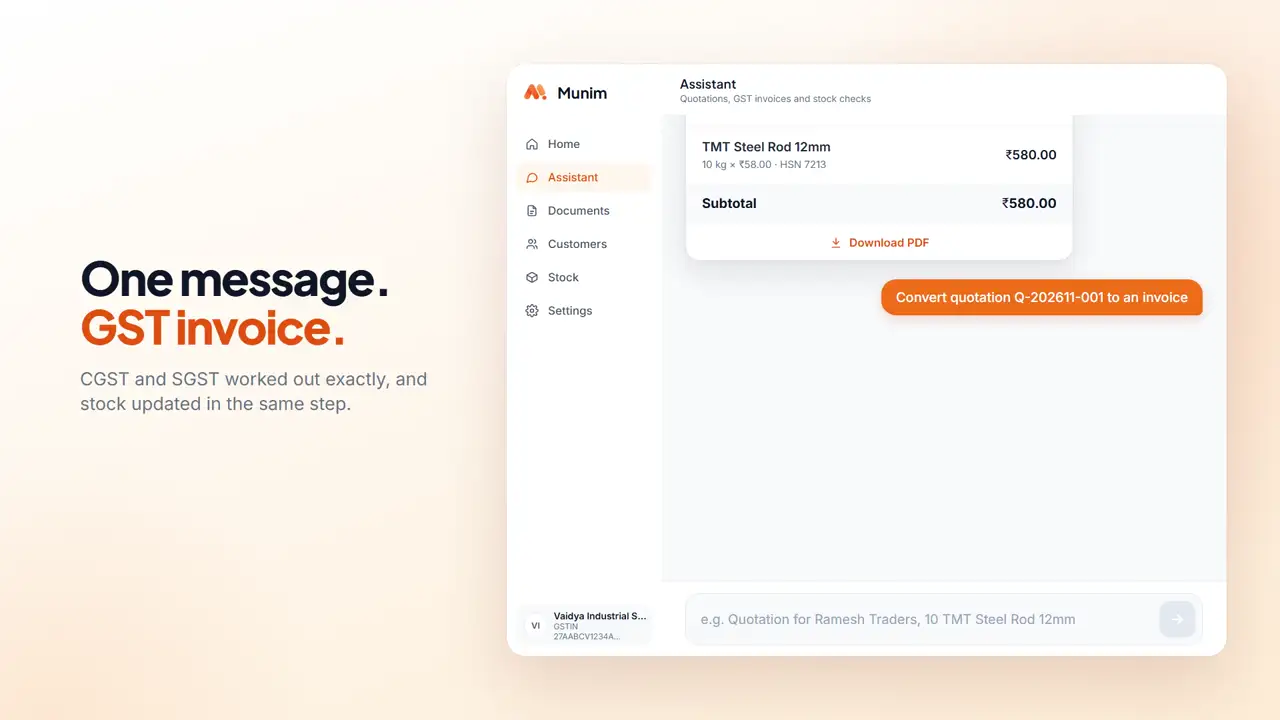 One message.
GST invoice.
CGST and SGST worked out exactly, and
stock updated in the same step.
Munim
Home
Assistant
Documents
Customers
Stock
Settings
VI
Vaidya Industrial S...
GSTIN
27AABCV1234A...
Assistant
Quotations, GST invoices and stock checks
TMT Steel Rod 12mm
₹580.00
10 kg × ₹58.00 · HSN 7213
Subtotal
₹580.00
Download PDF
Convert quotation Q-202611-001 to an invoice
e.g. Quotation for Ramesh Traders, 10 TMT Steel Rod 12mm